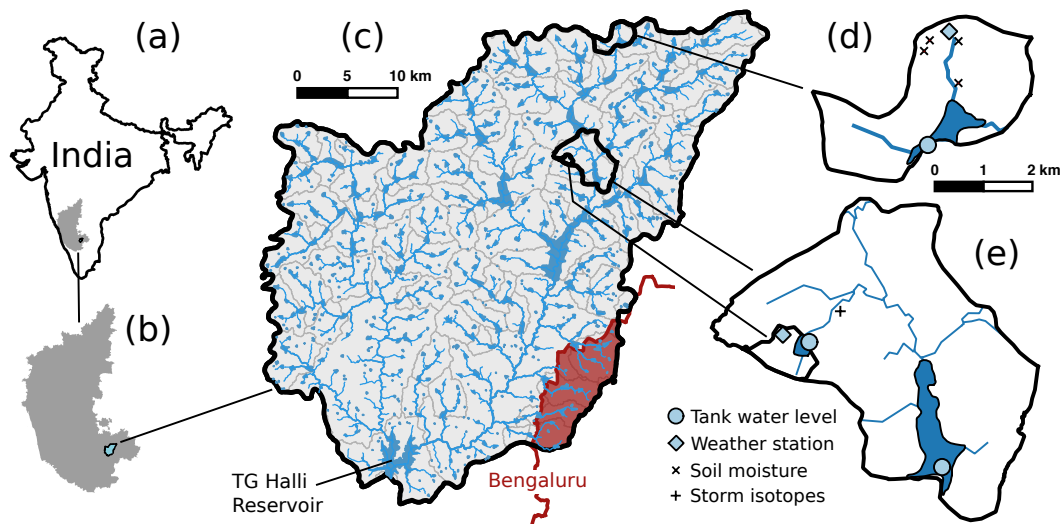 (a)
India
(b)
(c)
0 5 10 km
TG Halli
Reservoir
Bengaluru
(d)
0 1 2 km
(e)
Tank water level
Weather station
Soil moisture
Storm isotopes